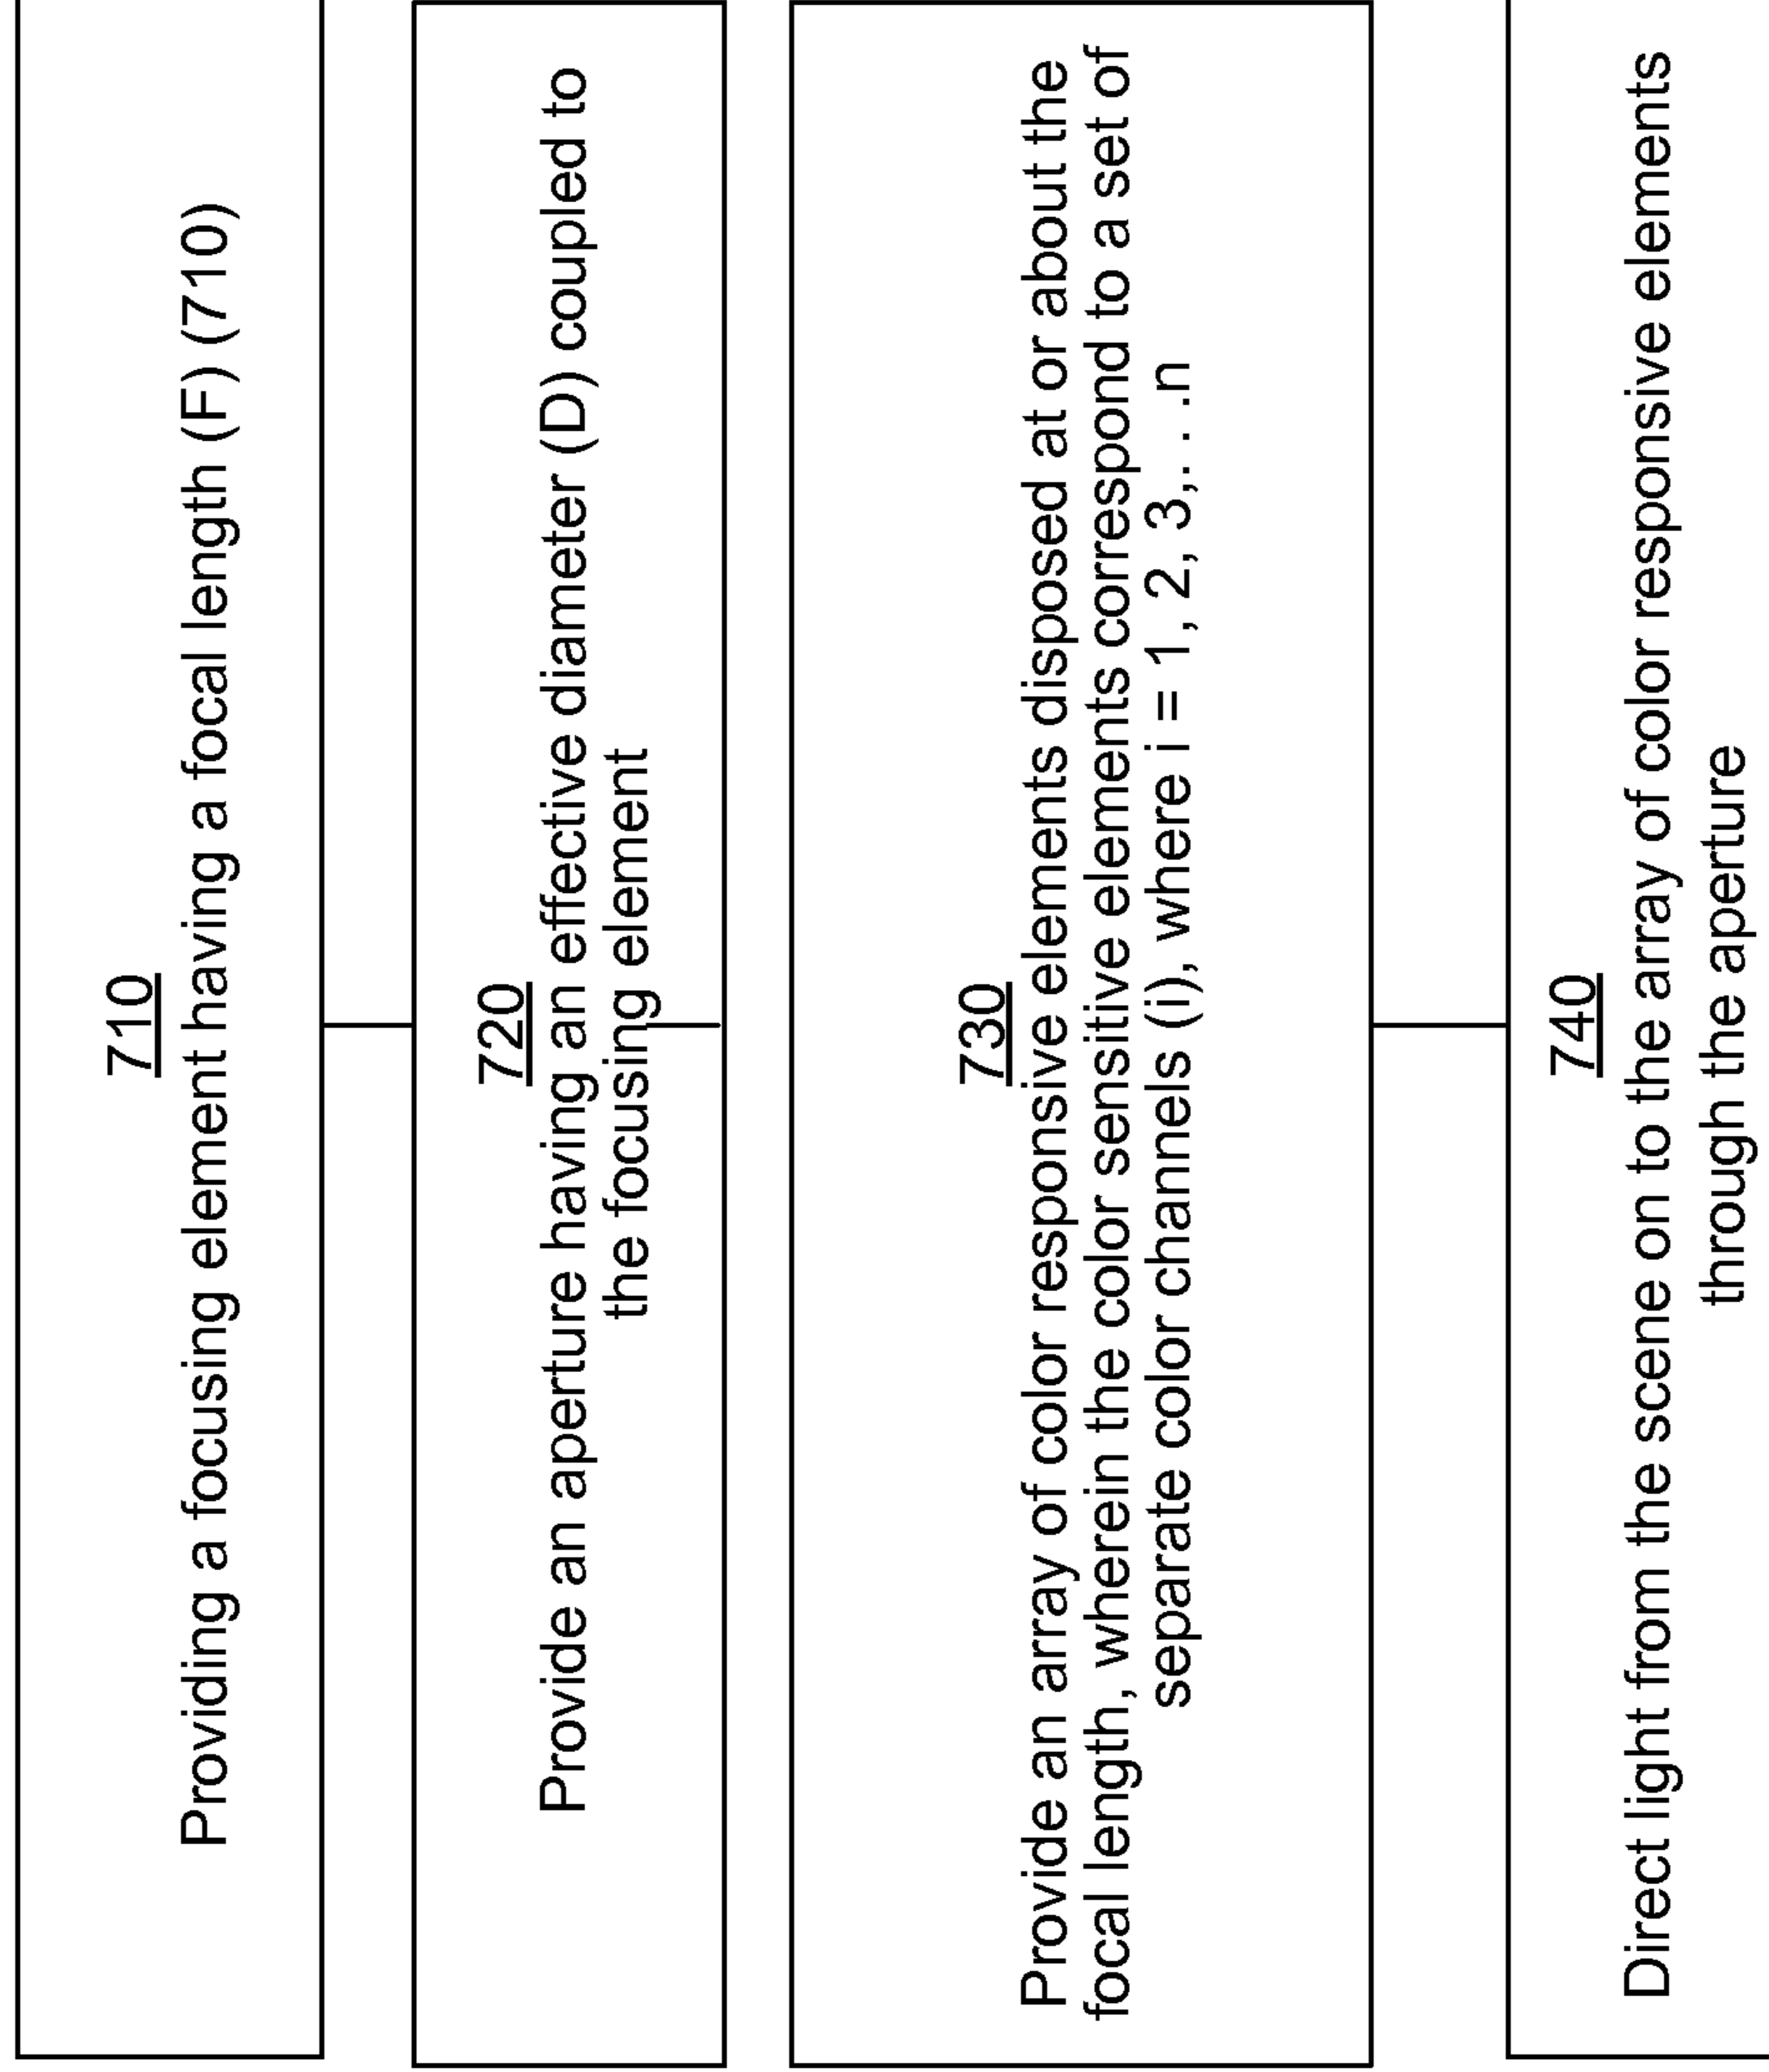 710
Providing a focusing element having a focal length (F) (710)
720
Provide an aperture having an effective diameter (D) coupled to
the focusing element
730
Provide an array of color responsive elements disposed at or about the
focal length, wherein the color sensitive elements correspond to a set of
separate color channels (i), where i = 1, 2, 3,. . .n
740
Direct light from the scene on to the array of color responsive elements
through the aperture